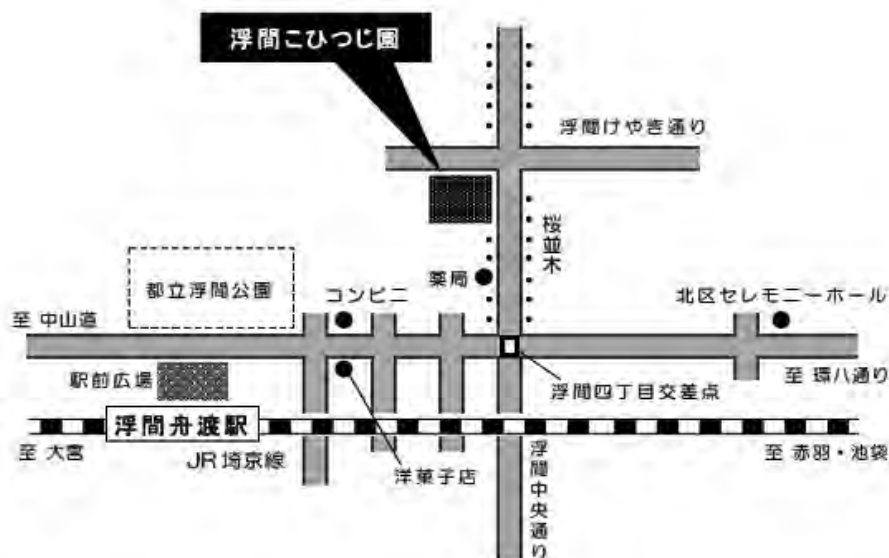 浮間こひつじ園
浮間けやき通り
桜並木
薬局
都立浮間公園
コンビニ
北区セレモニーホール
至 中山道
駅前広場
浮間四丁目交差点
至 環八通り
浮間舟渡駅
至 大宮
JR埼京線
洋菓子店
浮間中央通り
至 赤羽・池袋